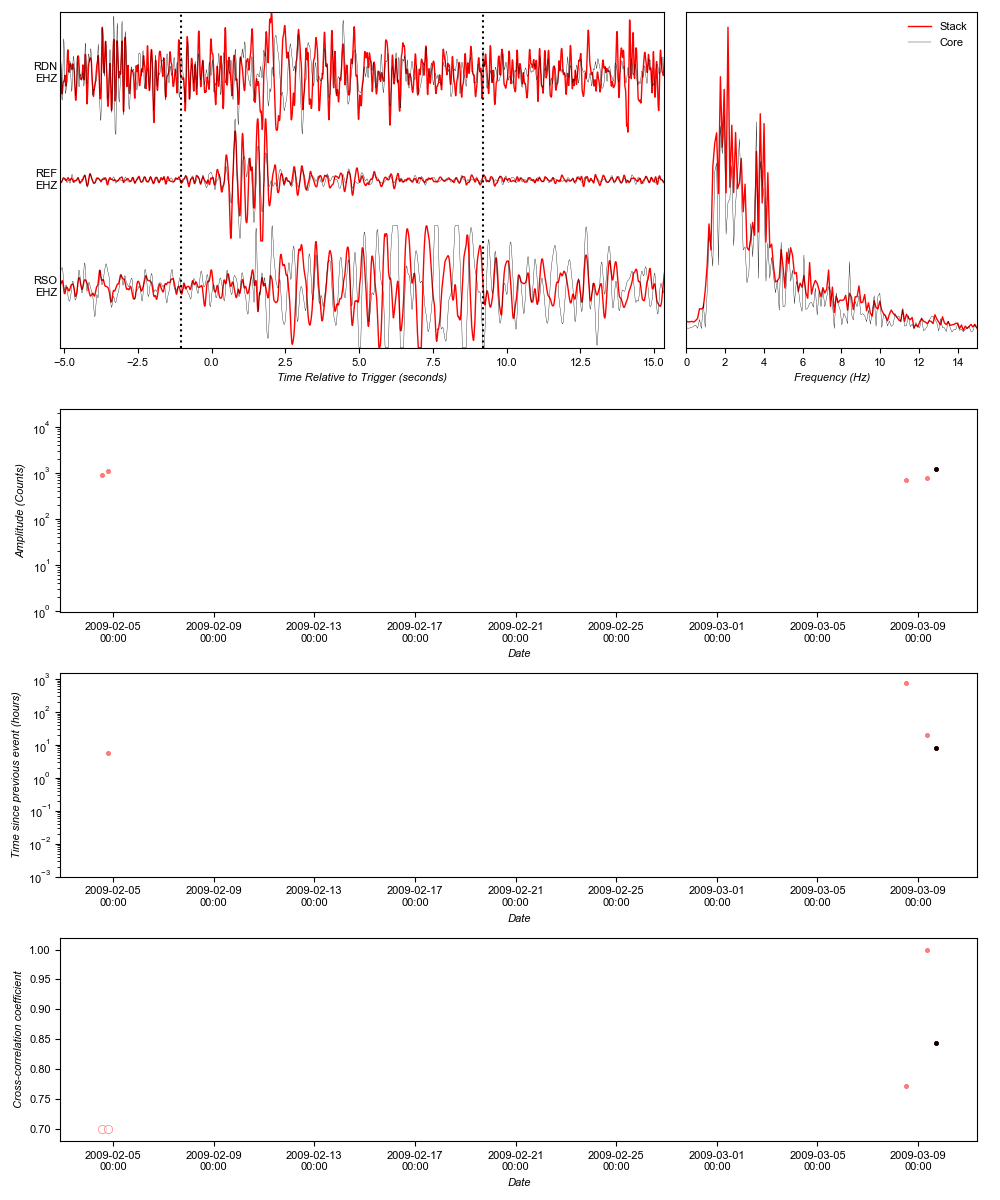 RDN
EHZ
REF
EHZ
RSO
EHZ
−5.0 −2.5 0.0 2.5 5.0 7.5 10.0 12.5 15.0
Time Relative to Trigger (seconds)
Stack
Core
0 2 4 6 8 10 12 14
Frequency (Hz)
Amplitude (Counts)
10^4
10^3
10^2
10^1
10^0
2009-02-05 2009-02-09 2009-02-13 2009-02-17 2009-02-21 2009-02-25 2009-03-01 2009-03-05 2009-03-09
00:00 00:00 00:00 00:00 00:00 00:00 00:00 00:00 00:00
Date
Time since previous event (hours)
10^3
10^2
10^1
10^0
10^−1
10^−2
10^−3
2009-02-05 2009-02-09 2009-02-13 2009-02-17 2009-02-21 2009-02-25 2009-03-01 2009-03-05 2009-03-09
00:00 00:00 00:00 00:00 00:00 00:00 00:00 00:00 00:00
Date
Cross-correlation coefficient
1.00
0.95
0.90
0.85
0.80
0.75
0.70
2009-02-05 2009-02-09 2009-02-13 2009-02-17 2009-02-21 2009-02-25 2009-03-01 2009-03-05 2009-03-09
00:00 00:00 00:00 00:00 00:00 00:00 00:00 00:00 00:00
Date